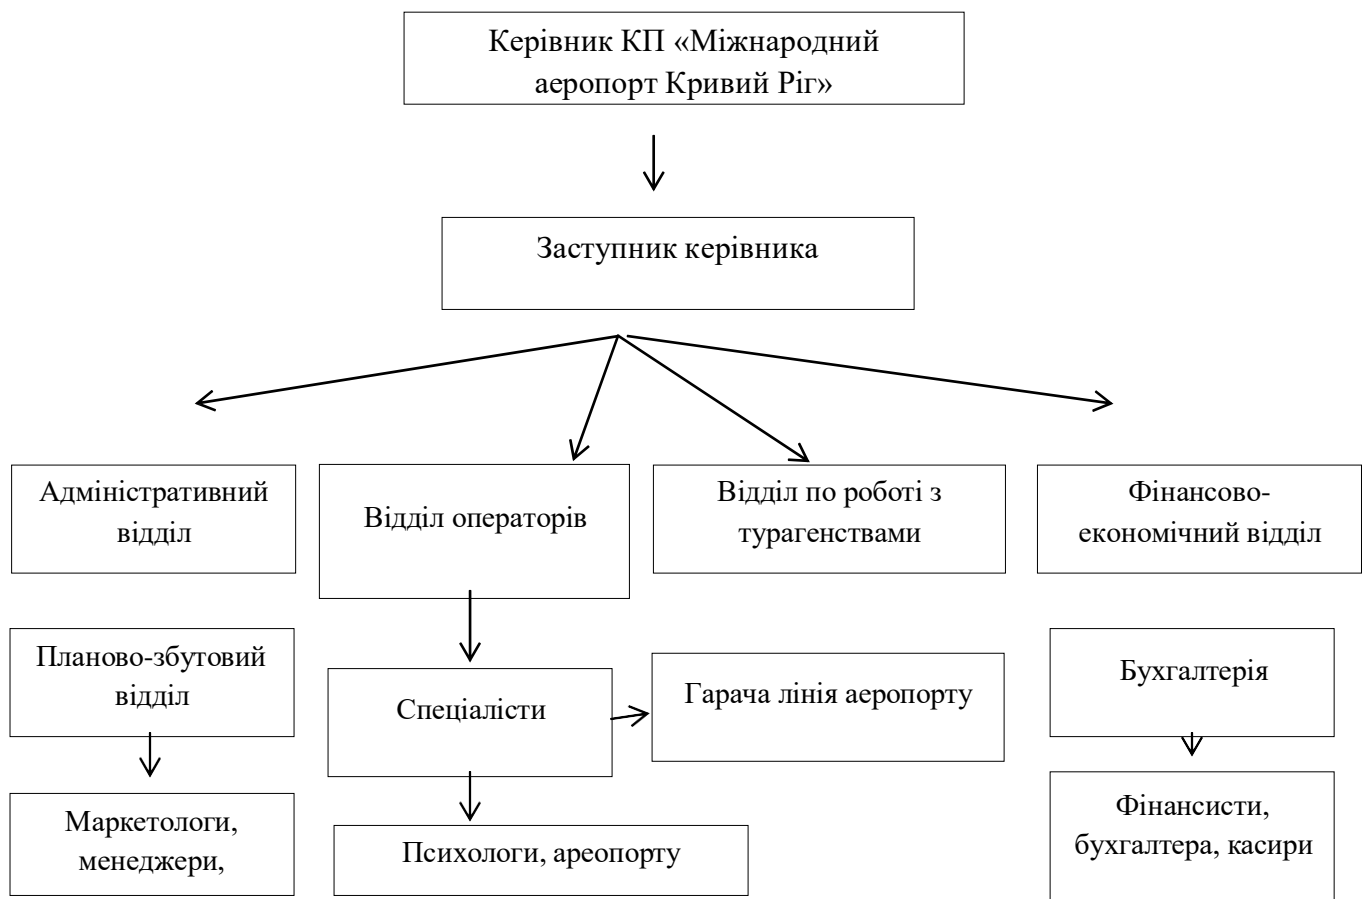 Керівник КП «Міжнародний
аеропорт Кривий Ріг»
Заступник керівника
Адміністративний
відділ
Відділ операторів
Відділ по роботі з
турагенствами
Фінансово-
економічний відділ
Планово-збутовий
відділ
Спеціалісти
Гарача лінія аеропорту
Бухгалтерія
Маркетологи,
менеджери,
Психологи, ареопорту
Фінансисти,
бухгалтера, касири